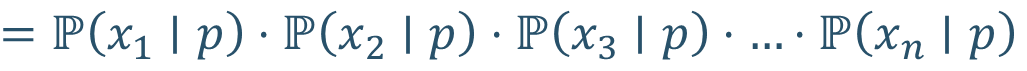 = ℙ(x₁ ∣ p) ⋅ ℙ(x₂ ∣ p) ⋅ ℙ(x₃ ∣ p) ⋅ … ⋅ ℙ(xₙ ∣ p)